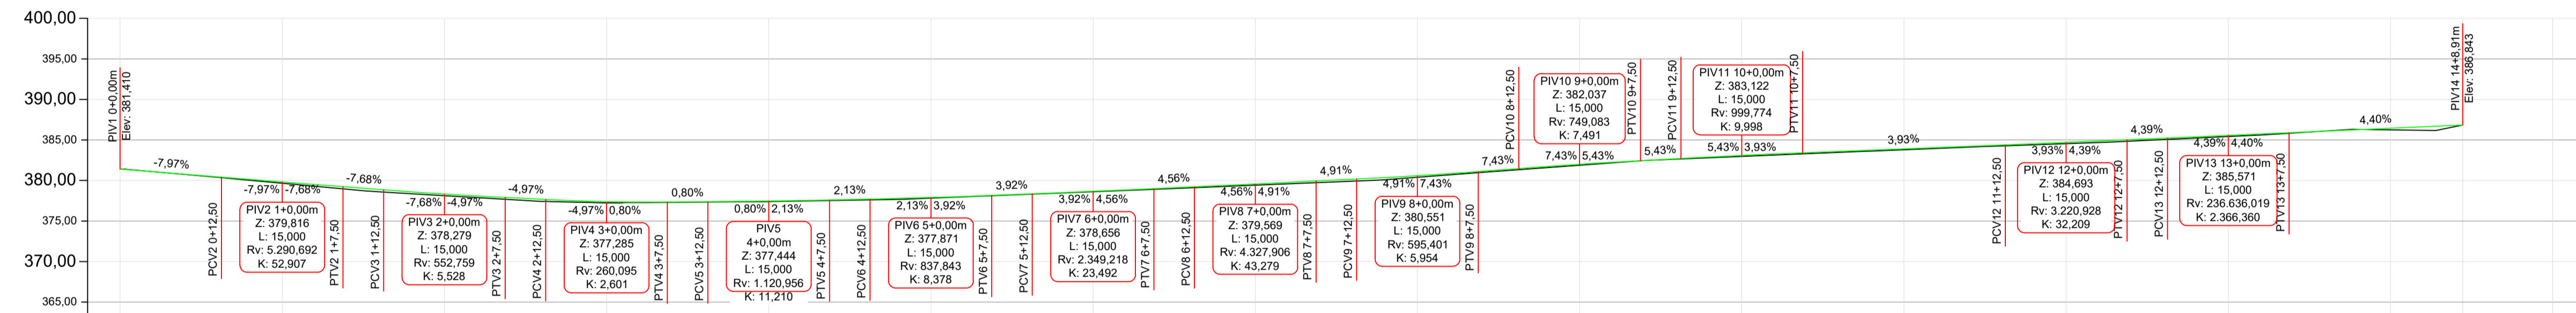 400,00
395,00
390,00
385,00
380,00
375,00
370,00
365,00
PIV1 0+0,00m
Elev: 381,410
-7,97%
PCV2 0+12,50
-7,97%
-7,68%
PIV2 1+0,00m
Z: 379,816
L: 15,000
Rv: 5.290,692
K: 52,907
PTV2 1+7,50
-7,68%
PCV3 1+12,50
-7,68%
-4,97%
PIV3 2+0,00m
Z: 378,279
L: 15,000
Rv: 552,759
K: 5,528
PTV3 2+7,50
-4,97%
PCV4 2+12,50
-4,97%
0,80%
PIV4 3+0,00m
Z: 377,285
L: 15,000
Rv: 260,095
K: 2,601
PTV4 3+7,50
0,80%
PCV5 3+12,50
0,80%
2,13%
PIV5
4+0,00m
Z: 377,444
L: 15,000
Rv: 1.120,956
K: 11,210
PTV5 4+7,50
2,13%
PCV6 4+12,50
2,13%
3,92%
PIV6 5+0,00m
Z: 377,871
L: 15,000
Rv: 837,843
K: 8,378
PTV6 5+7,50
3,92%
PCV7 5+12,50
3,92%
4,56%
PIV7 6+0,00m
Z: 378,656
L: 15,000
Rv: 2.349,218
K: 23,492
PTV7 6+7,50
4,56%
PCV8 6+12,50
4,56%
4,91%
PIV8 7+0,00m
Z: 379,569
L: 15,000
Rv: 4.327,906
K: 43,279
PTV8 7+7,50
4,91%
PCV9 7+12,50
4,91%
7,43%
PIV9 8+0,00m
Z: 380,551
L: 15,000
Rv: 595,401
K: 5,954
PTV9 8+7,50
7,43%
PCV10 8+12,50
PIV10 9+0,00m
Z: 382,037
L: 15,000
Rv: 749,083
K: 7,491
7,43%
5,43%
PTV10 9+7,50
5,43%
PCV11 9+12,50
PIV11 10+0,00m
Z: 383,122
L: 15,000
Rv: 999,774
K: 9,998
5,43%
3,93%
PTV11 10+7,50
3,93%
PCV12 11+12,50
3,93%
4,39%
PIV12 12+0,00m
Z: 384,693
L: 15,000
Rv: 3.220,928
K: 32,209
PTV12 12+7,50
4,39%
PCV13 12+12,50
4,39%
4,40%
PIV13 13+0,00m
Z: 385,571
L: 15,000
Rv: 236.636,019
K: 2.366,360
PTV13 13+7,50
4,40%
PIV14 14+8,91m
Elev: 386,843